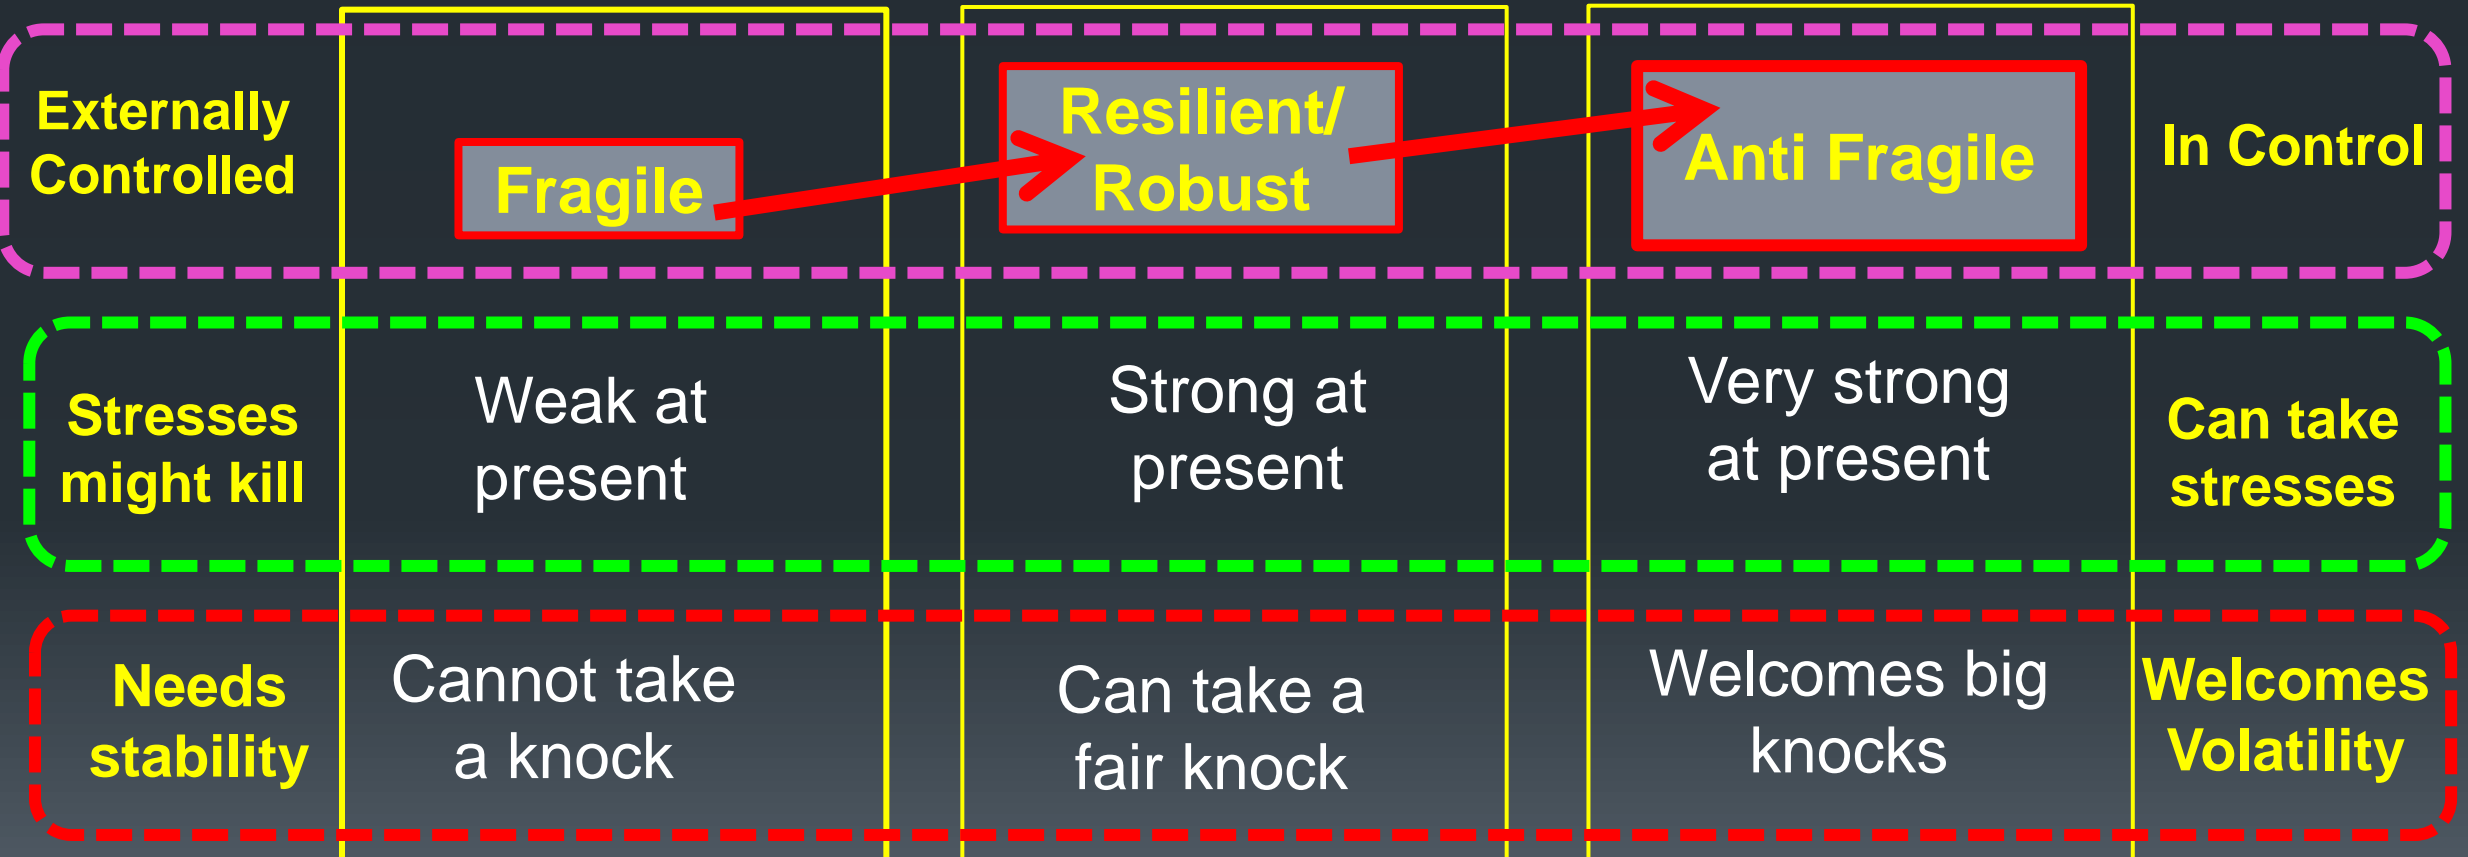 Externally
Controlled
Fragile
Resilient/
Robust
Anti Fragile
In Control
Stresses
might kill
Weak at
present
Strong at
present
Very strong
at present
Can take
stresses
Needs
stability
Cannot take
a knock
Can take a
fair knock
Welcomes big
knocks
Welcomes
Volatility